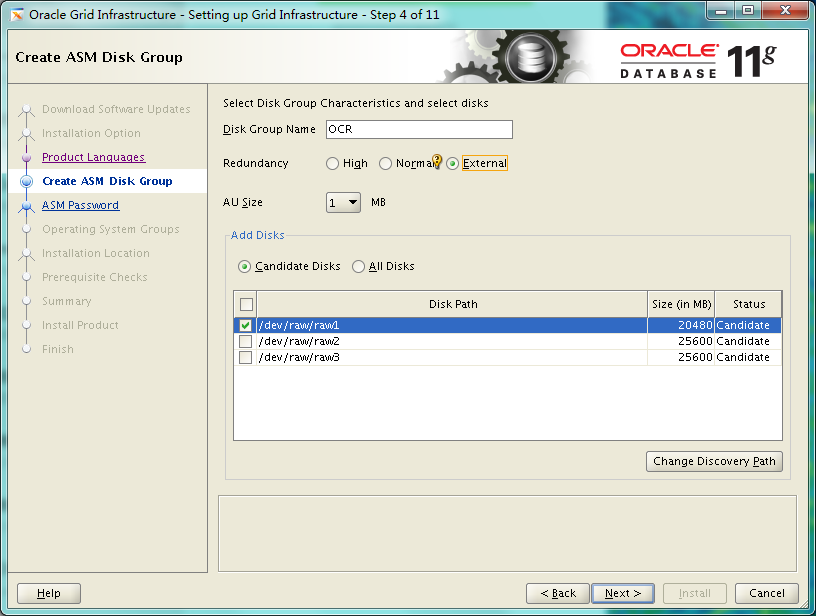 Oracle Grid Infrastructure - Setting up Grid Infrastructure - Step 4 of 11
Create ASM Disk Group
ORACLE
DATABASE 11g
Download Software Updates
Installation Option
Product Languages
Create ASM Disk Group
ASM Password
Operating System Groups
Installation Location
Prerequisite Checks
Summary
Install Product
Finish
Select Disk Group Characteristics and select disks
Disk Group Name OCR
Redundancy High Normal External
AU Size 1 MB
Add Disks
Candidate Disks All Disks
Disk Path Size (in MB) Status
/dev/raw/raw1 20480 Candidate
/dev/raw/raw2 25600 Candidate
/dev/raw/raw3 25600 Candidate
Change Discovery Path
Help < Back Next > Install Cancel